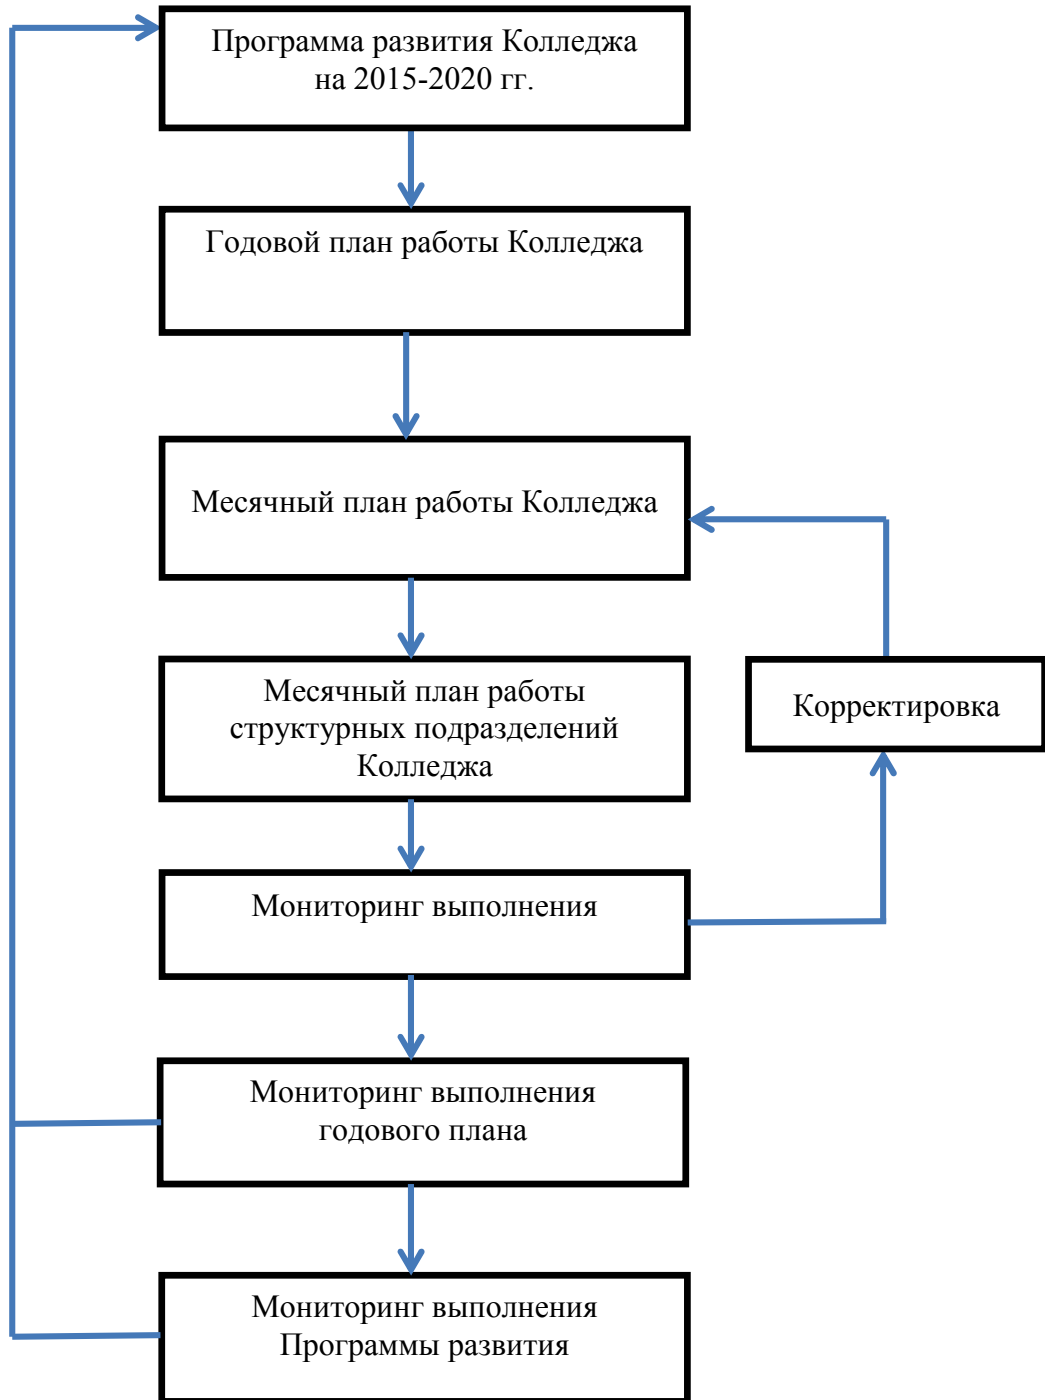 Программа развития Колледжа
на 2015-2020 гг.
Годовой план работы Колледжа
Месячный план работы Колледжа
Месячный план работы
структурных подразделений
Колледжа
Корректировка
Мониторинг выполнения
Мониторинг выполнения
годового плана
Мониторинг выполнения
Программы развития